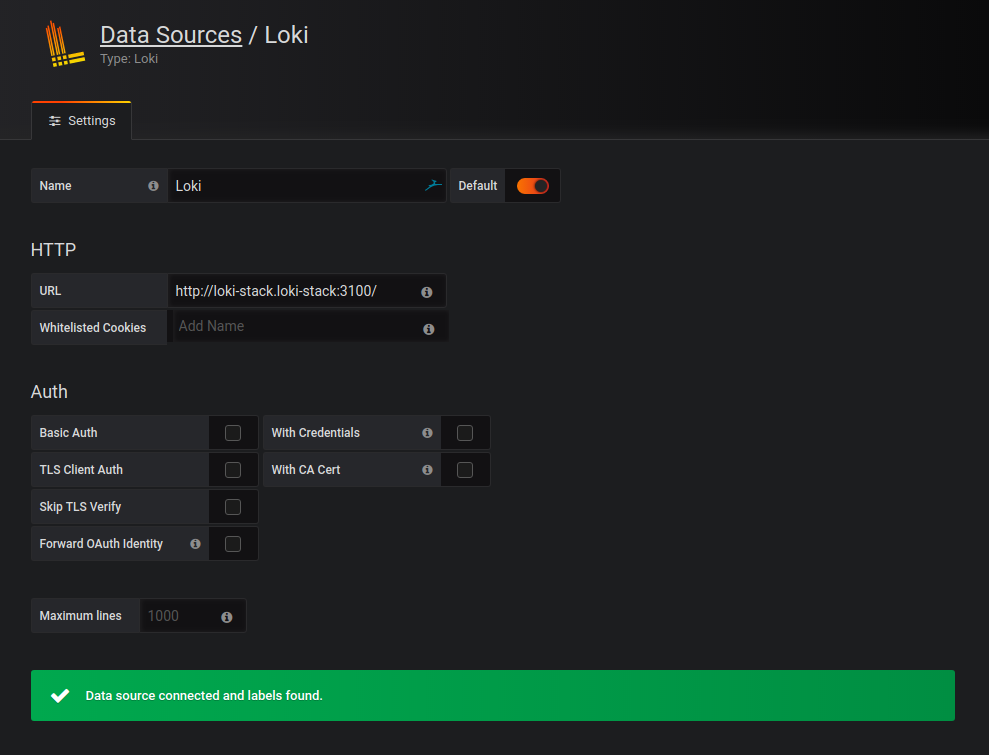 Data Sources / Loki
Type: Loki
Settings
Name
Loki
Default
HTTP
URL
http://loki-stack.loki-stack:3100/
Whitelisted Cookies
Add Name
Auth
Basic Auth
With Credentials
TLS Client Auth
With CA Cert
Skip TLS Verify
Forward OAuth Identity
Maximum lines
1000
Data source connected and labels found.